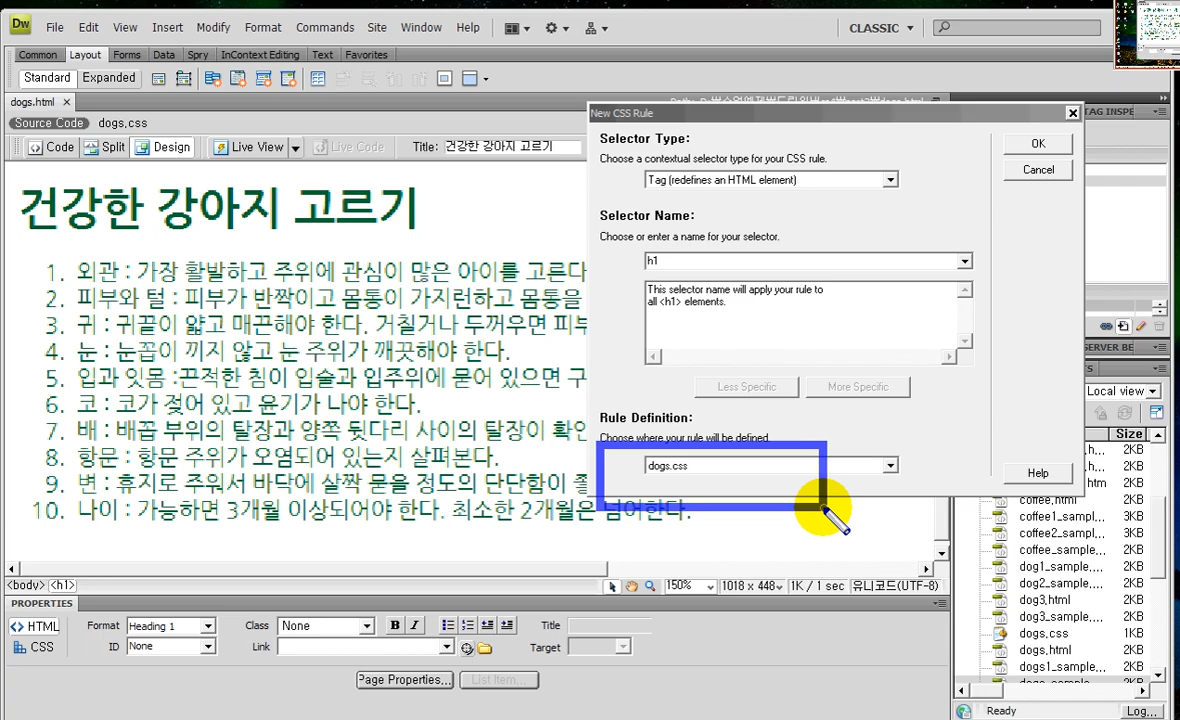 Dw File Edit View Insert Modify Format Commands Site Window Help CLASSIC
Common Layout Forms Data Spry InContext Editing Text Favorites
Standard Expanded
dogs.html
Source Code dogs.css
Code Split Design Live View Live Code Title: 건강한 강아지 고르기
건강한 강아지 고르기
1. 외관 : 가장 활발하고 주위에 관심이 많은 아이를 고른다
2. 피부와 털 : 피부가 반짝이고 몸통이 가지런하고 몸통을
3. 귀 : 귀끝이 얇고 매끈해야 한다. 거칠거나 두꺼우면 피부
4. 눈 : 눈꼽이 끼지 않고 눈 주위가 깨끗해야 한다.
5. 입과 잇몸 :끈적한 침이 입술과 입주위에 묻어 있으면 구
6. 코 : 코가 젖어 있고 윤기가 나야 한다.
7. 배 : 배꼽 부위의 탈장과 양쪽 뒷다리 사이의 탈장이 확인
8. 항문 : 항문 주위가 오염되어 있는지 살펴본다.
9. 변 : 휴지로 주워서 바닥에 살짝 묻을 정도의 단단함이 좋
10. 나이 : 가능하면 3개월 이상되어야 한다. 최소한 2개월은 넘어한다.
New CSS Rule
Selector Type:
Choose a contextual selector type for your CSS rule.
Tag (redefines an HTML element)
Selector Name:
Choose or enter a name for your selector.
h1
This selector name will apply your rule to
all <h1> elements.
Less Specific More Specific
Rule Definition:
Choose where your rule will be defined.
dogs.css
OK
Cancel
Help
TAG INSPE
SERVER BE
Local view
Size
2KB
2KB
2KB
coffee.html 2KB
coffee1_sampl... 3KB
coffee2_sampl... 3KB
coffee_sample... 2KB
dog1_sample.... 2KB
dog2_sample.... 2KB
dog3.html 2KB
dog3_sample.... 2KB
dogs.css 1KB
dogs.html 2KB
dogs1_sampl... 2KB
Ready Log...
<body> <h1> 150% 1018 x 448 1K / 1 sec 유니코드(UTF-8)
PROPERTIES
HTML Format Heading 1 Class None B I Title
CSS ID None Link Target
Page Properties... List Item...